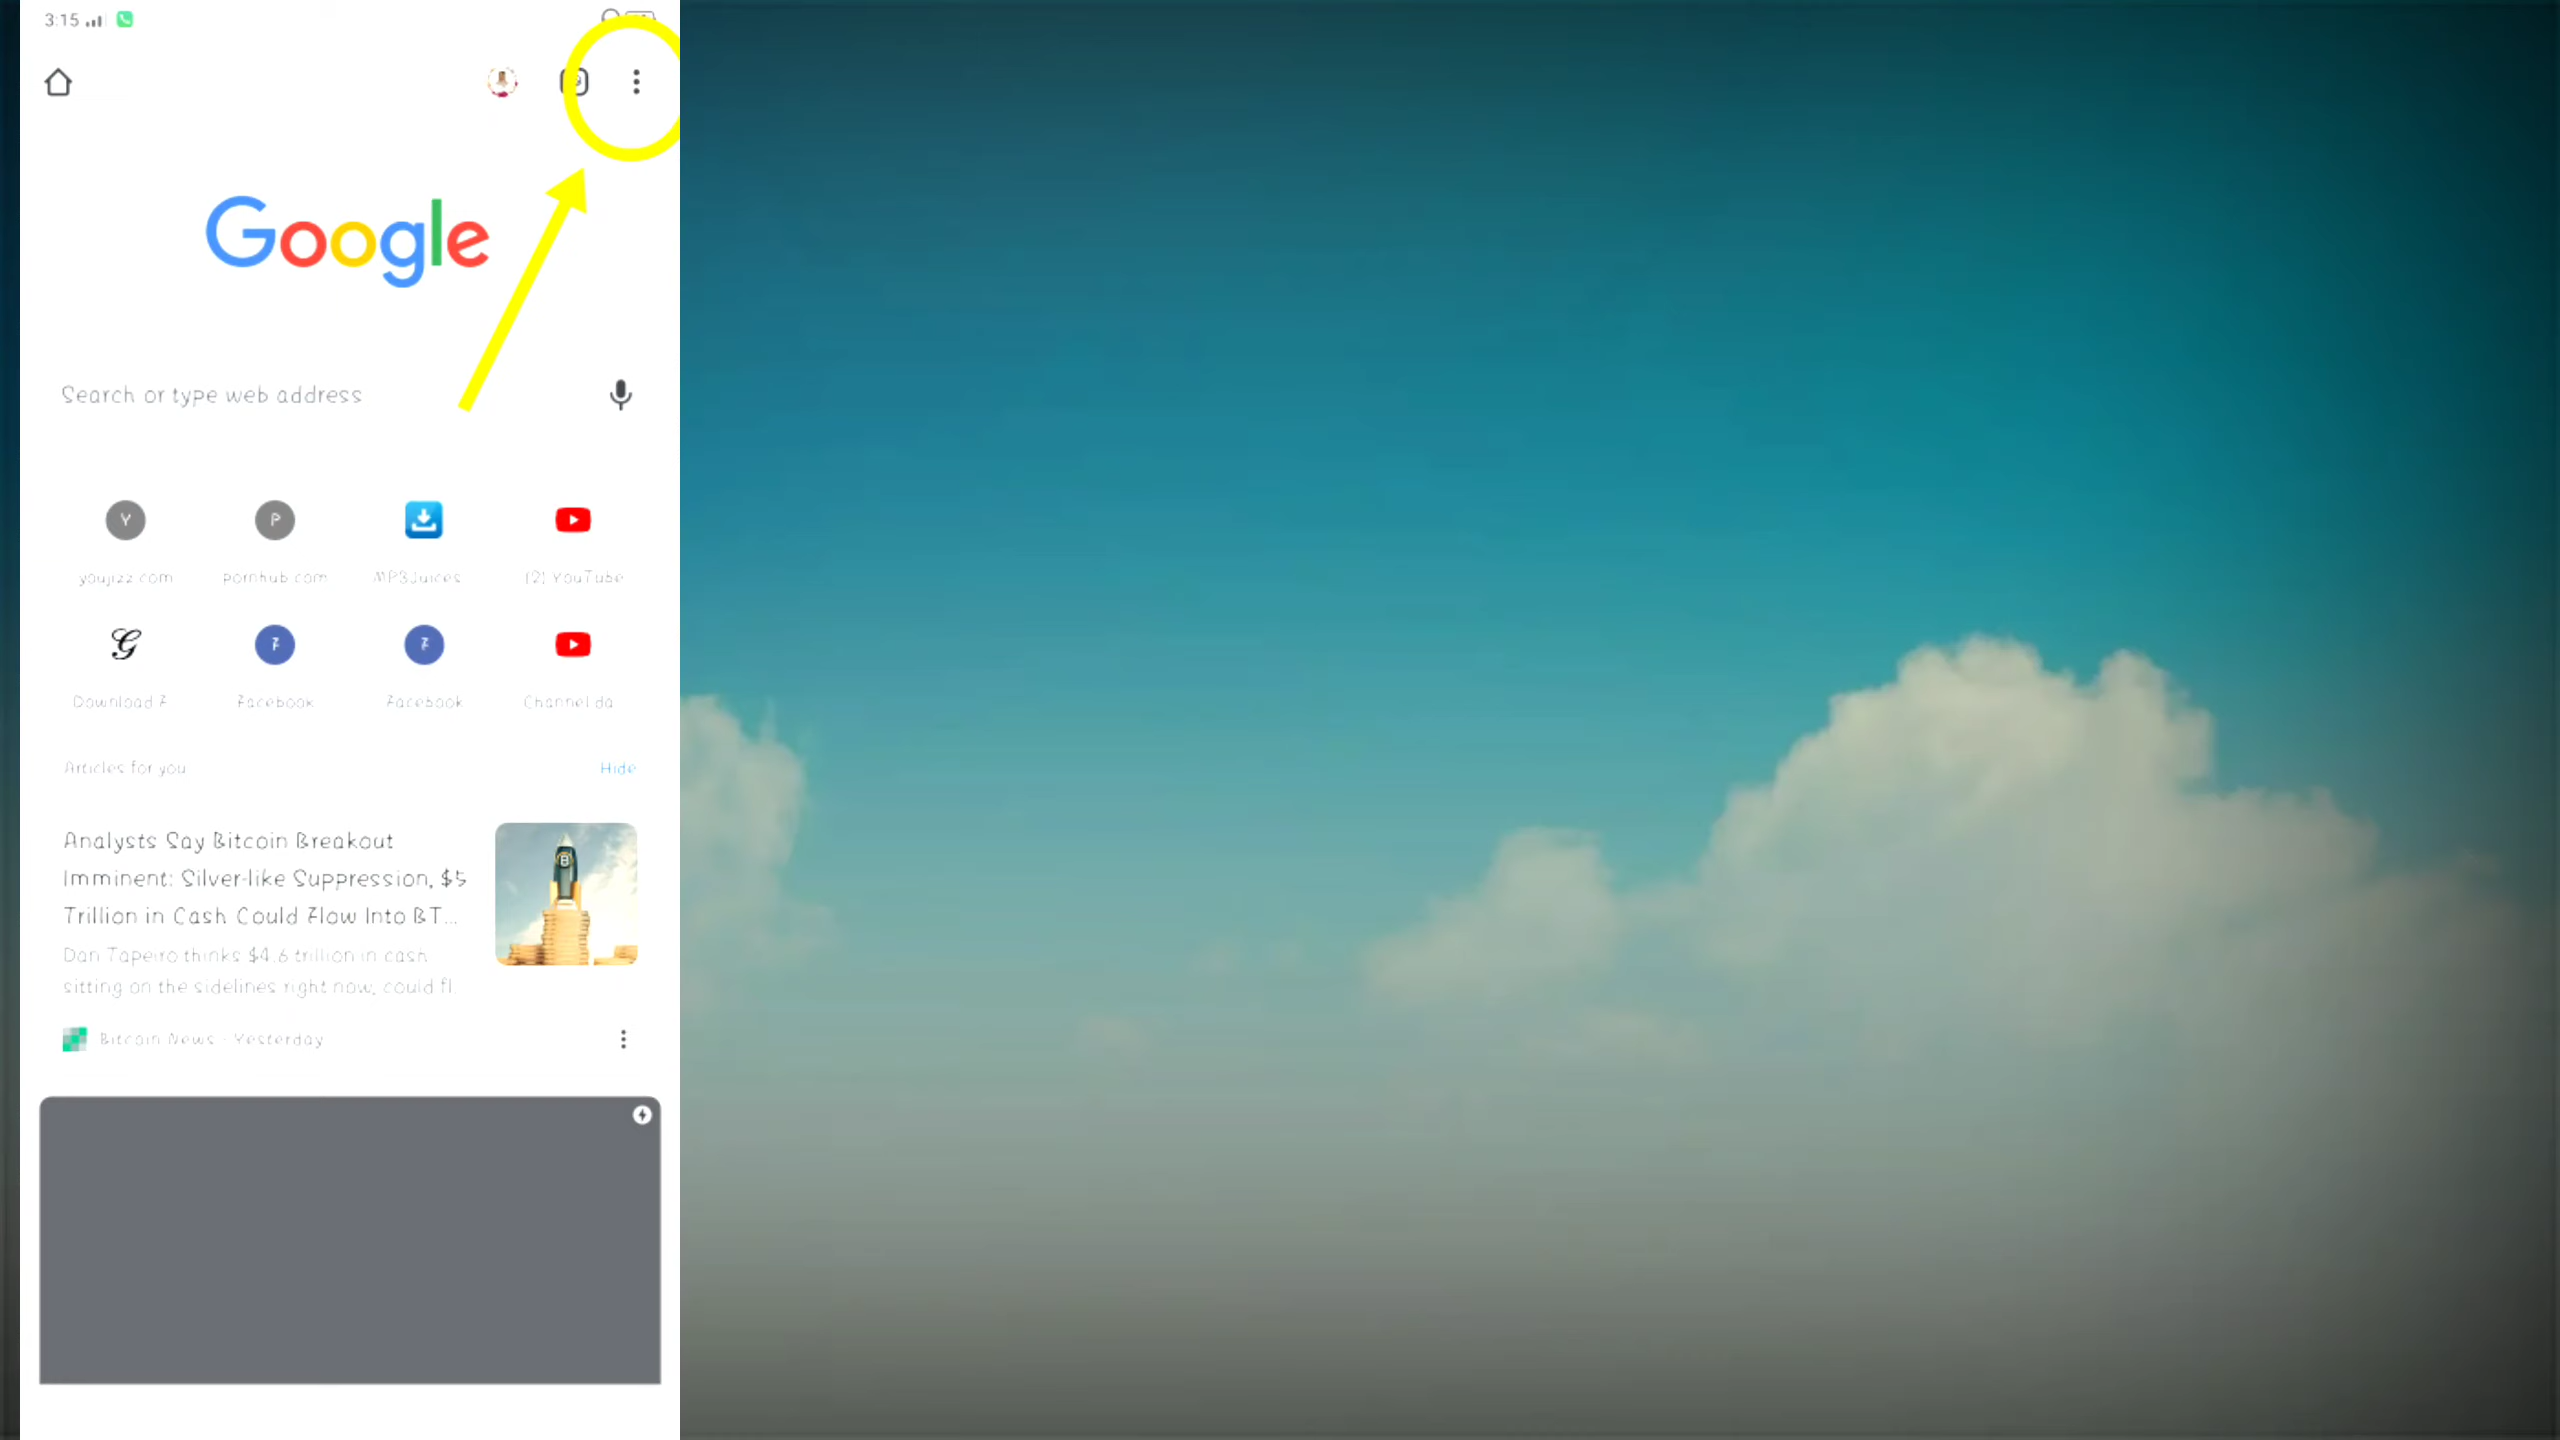 3:15
Google
Search or type web address
Y P
youjizz.com pornhub.com MP3Juices (2) YouTube
G F F
Download F Facebook Facebook Channel da
Articles for you Hide
Analysts Say Bitcoin Breakout
Imminent: Silver-like Suppression, $5
Trillion in Cash Could Flow Into BT...
Dan Tapeiro thinks $4.6 trillion in cash
sitting on the sidelines right now, could fl.
Bitcoin News · Yesterday